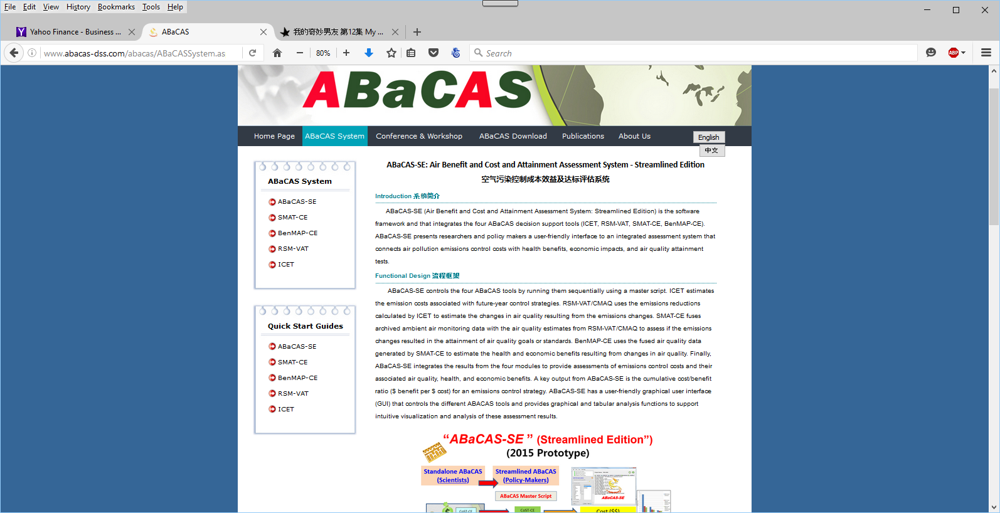 File Edit View History Bookmarks Tools Help
Yahoo Finance - Business ...
ABaCAS
我的奇妙男友 第12集 My ...
www.abacas-dss.com/abacas/ABaCASSystem.as
80%
Search
ABP
ABaCAS
Home Page ABaCAS System Conference & Workshop ABaCAS Download Publications About Us
English
中文
ABaCAS System
ABaCAS-SE
SMAT-CE
BenMAP-CE
RSM-VAT
ICET
Quick Start Guides
ABaCAS-SE
SMAT-CE
BenMAP-CE
RSM-VAT
ICET
ABaCAS-SE: Air Benefit and Cost and Attainment Assessment System - Streamlined Edition
空气污染控制成本效益及达标评估系统
Introduction 系统简介
ABaCAS-SE (Air Benefit and Cost and Attainment Assessment System: Streamlined Edition) is the software
framework and that integrates the four ABaCAS decision support tools (ICET, RSM-VAT, SMAT-CE, BenMAP-CE).
ABaCAS-SE presents researchers and policy makers a user-friendly interface to an integrated assessment system that
connects air pollution emissions control costs with health benefits, economic impacts, and air quality attainment
tests.
Functional Design 流程框架
ABaCAS-SE controls the four ABaCAS tools by running them sequentially using a master script. ICET estimates
the emission costs associated with future-year control strategies. RSM-VAT/CMAQ uses the emissions reductions
calculated by ICET to estimate the changes in air quality resulting from the emissions changes. SMAT-CE fuses
archived ambient air monitoring data with the air quality estimates from RSM-VAT/CMAQ to assess if the emissions
changes resulted in the attainment of air quality goals or standards. BenMAP-CE uses the fused air quality data
generated by SMAT-CE to estimate the health and economic benefits resulting from changes in air quality. Finally,
ABaCAS-SE integrates the results from the four modules to provide assessments of emissions control costs and their
associated air quality, health, and economic benefits. A key output from ABaCAS-SE is the cumulative cost/benefit
ratio ($ benefit per $ cost) for an emissions control strategy. ABaCAS-SE has a user-friendly graphical user interface
(GUI) that controls the different ABACAS tools and provides graphical and tabular analysis functions to support
intuitive visualization and analysis of these assessment results.
“ABaCAS-SE ” (Streamlined Edition”)
(2015 Prototype)
Standalone ABaCAS
(Scientists)
Streamlined ABaCAS
(Policy-Makers)
ABaCAS Master Script
ABaCAS-SE
CoST-CE
CoST-CE
Cost ($$)